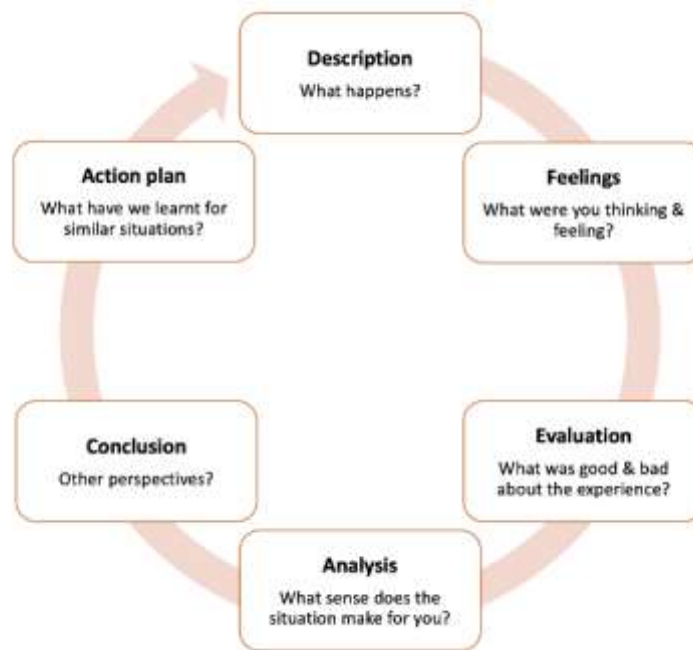 Description
What happens?
Feelings
What were you thinking &
feeling?
Evaluation
What was good & bad
about the experience?
Analysis
What sense does the
situation make for you?
Conclusion
Other perspectives?
Action plan
What have we learnt for
similar situations?